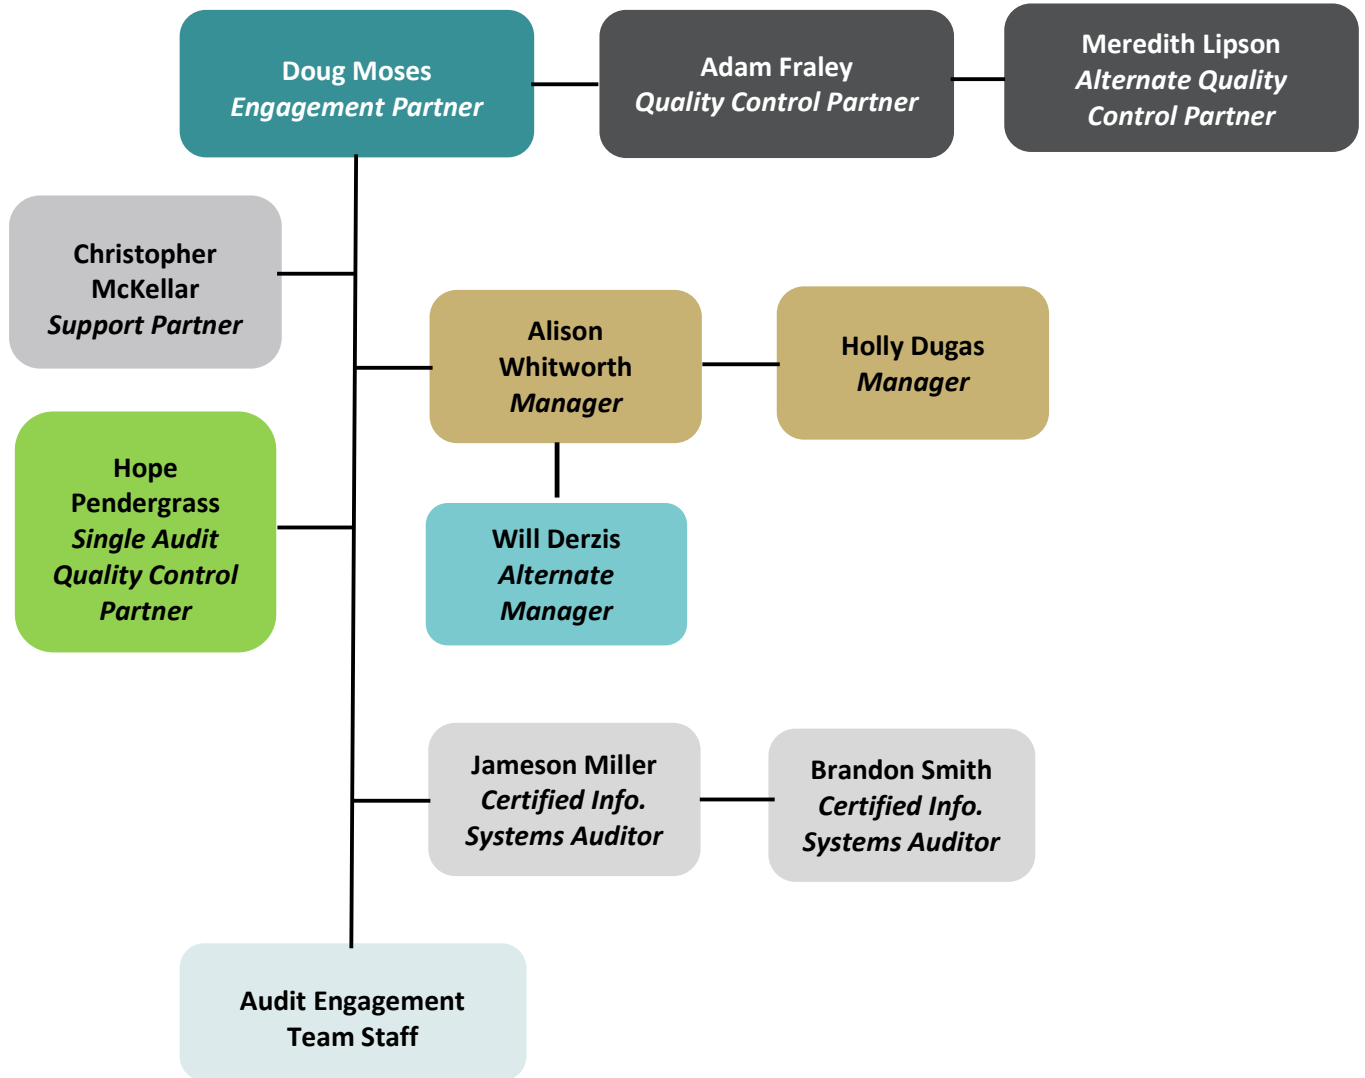 Doug Moses
Engagement Partner
Adam Fraley
Quality Control Partner
Meredith Lipson
Alternate Quality
Control Partner
Christopher
McKellar
Support Partner
Alison
Whitworth
Manager
Holly Dugas
Manager
Hope
Pendergrass
Single Audit
Quality Control
Partner
Will Derzis
Alternate
Manager
Jameson Miller
Certified Info.
Systems Auditor
Brandon Smith
Certified Info.
Systems Auditor
Audit Engagement
Team Staff